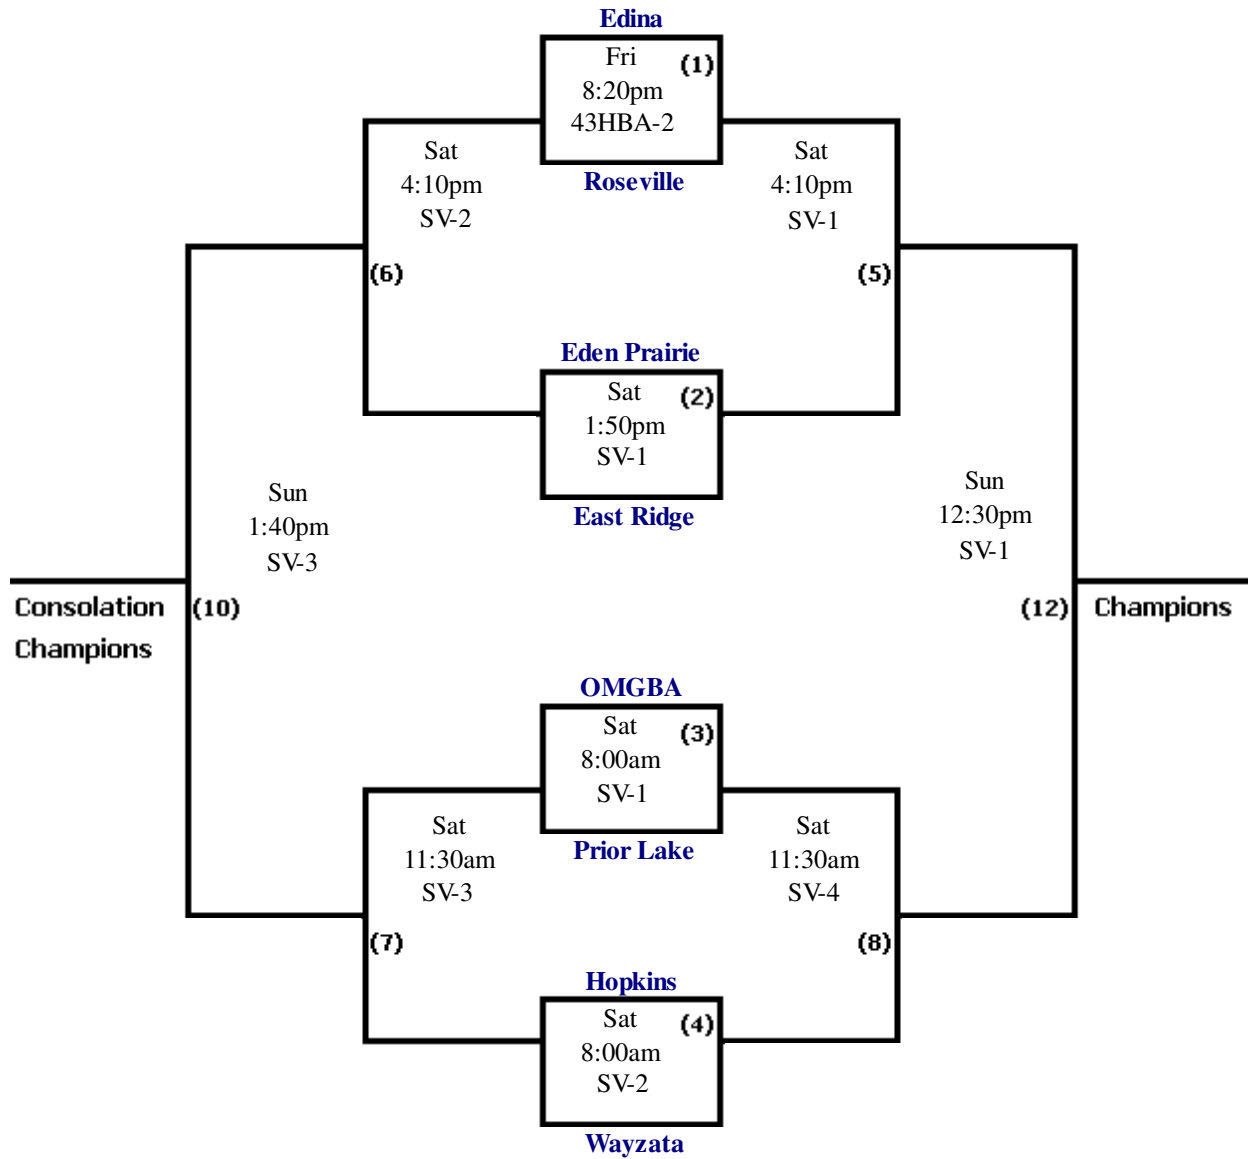 Edina
Fri
(1)
8:20pm
43HBA-2
Roseville
Sat
4:10pm
SV-2
(6)
Sat
4:10pm
SV-1
(5)
Eden Prairie
Sat
(2)
1:50pm
SV-1
East Ridge
Sun
1:40pm
SV-3
Sun
12:30pm
SV-1
Consolation
Champions
(10)
(12)
Champions
OMGBA
Sat
(3)
8:00am
SV-1
Prior Lake
Sat
11:30am
SV-3
(7)
Sat
11:30am
SV-4
(8)
Hopkins
Sat
(4)
8:00am
SV-2
Wayzata